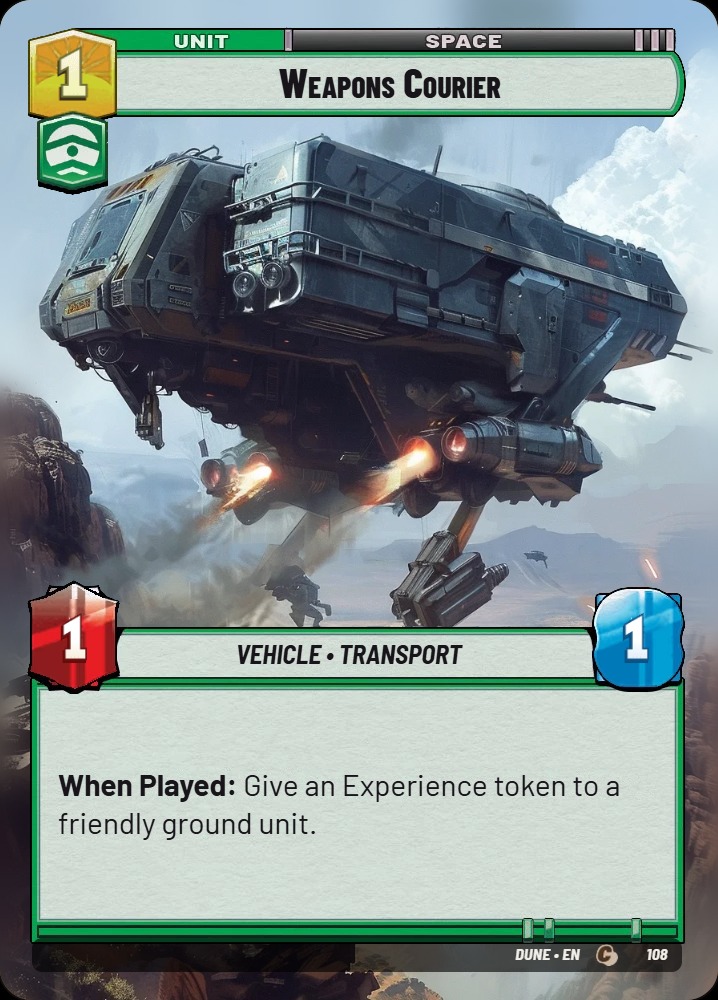 UNIT
SPACE
1
Weapons Courier
1
VEHICLE • TRANSPORT
1
When Played: Give an Experience token to a
friendly ground unit.
DUNE • EN
C
108